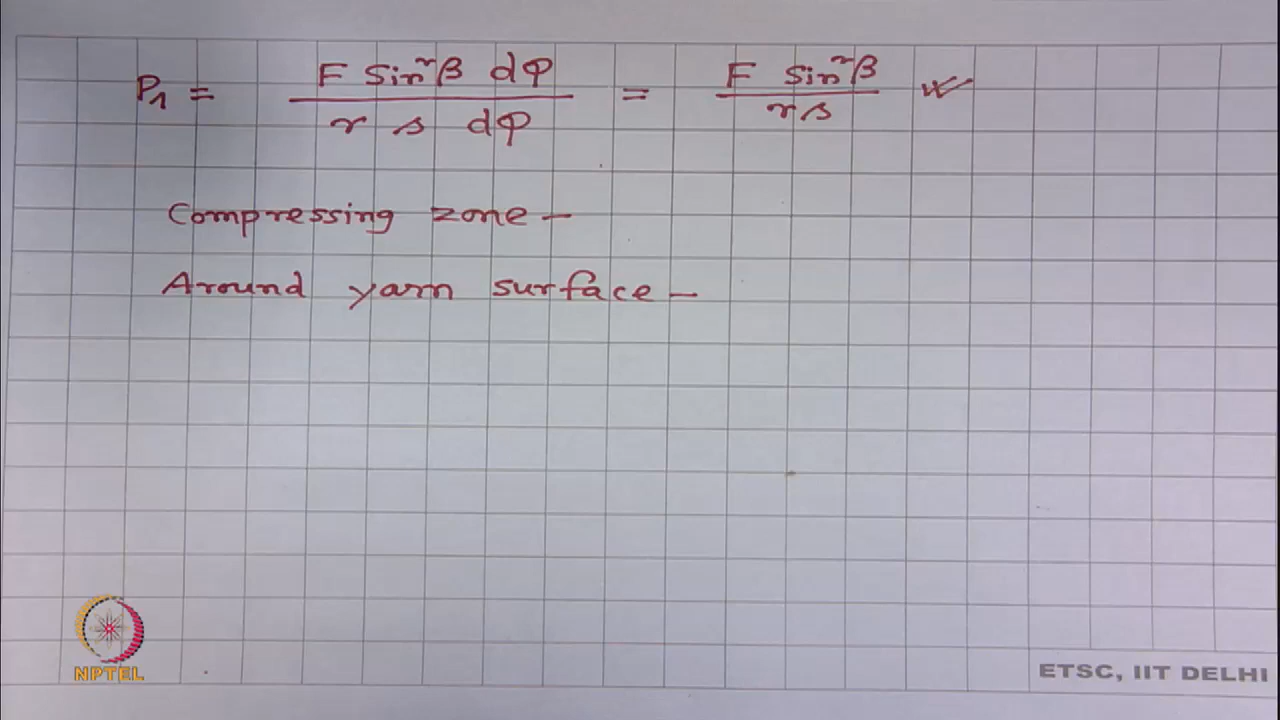 P₁ = F Sin²β dφ / r s dφ = F Sin²β / r s
Compressing zone –
Around yarn surface –
NPTEL
ETSC, IIT DELHI